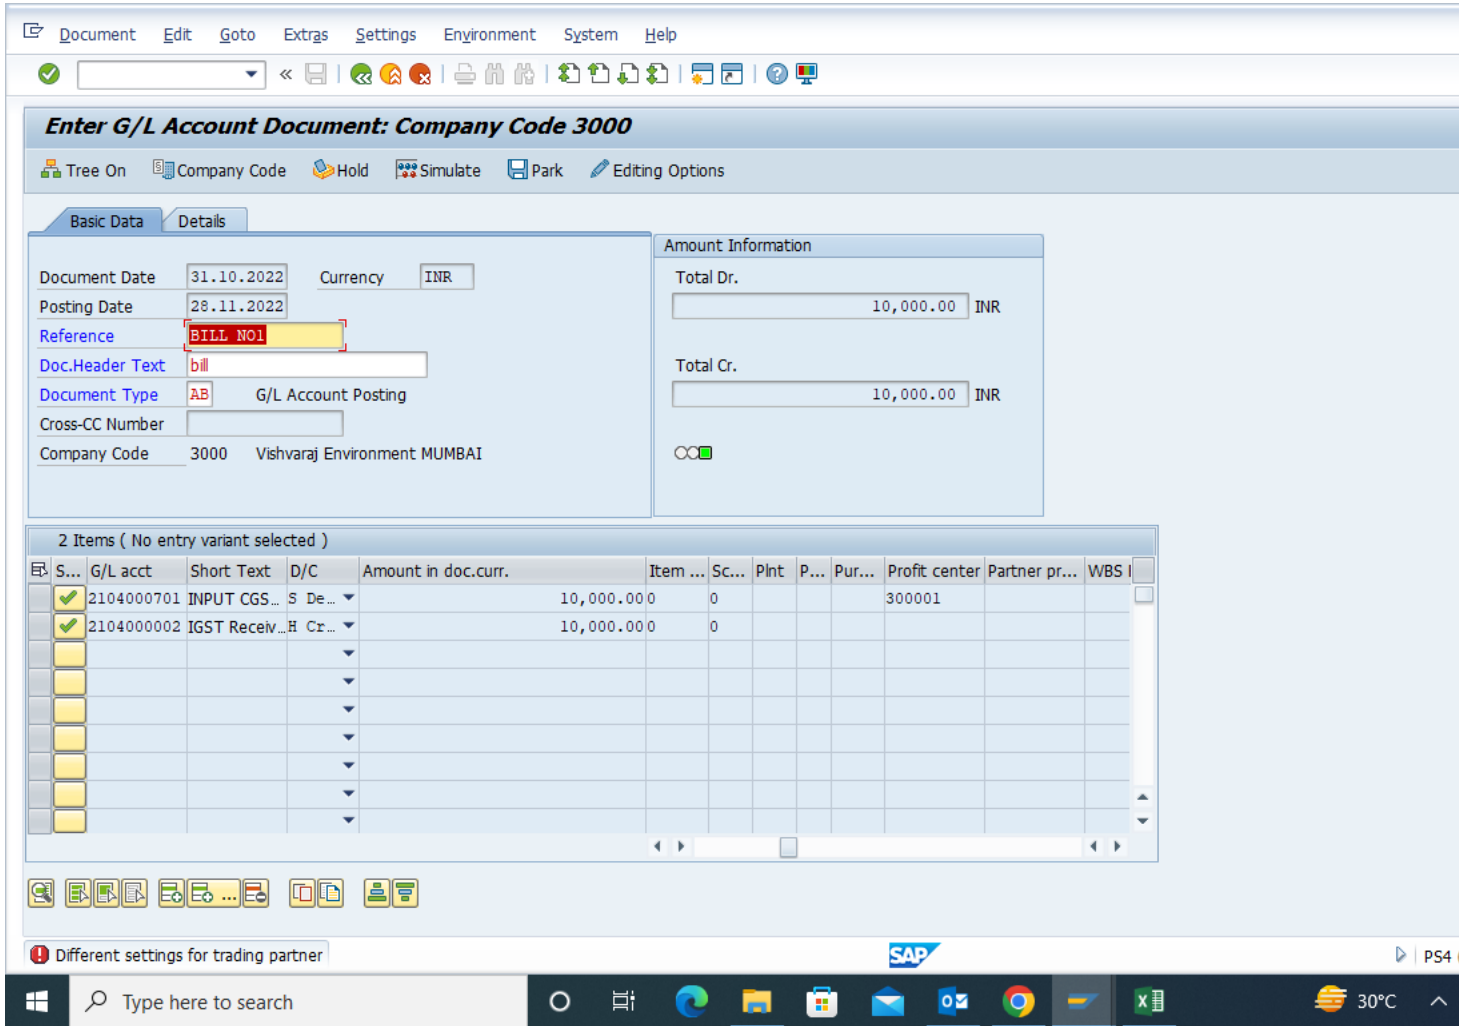 Document Edit Goto Extras Settings Environment System Help
Enter G/L Account Document: Company Code 3000
Tree On Company Code Hold Simulate Park Editing Options
Basic Data Details
Amount Information
Document Date 31.10.2022 Currency INR
Total Dr.
Posting Date 28.11.2022
10,000.00 INR
Reference BILL NO1
Doc.Header Text bill
Total Cr.
Document Type AB G/L Account Posting
10,000.00 INR
Cross-CC Number
Company Code 3000 Vishvaraj Environment MUMBAI
2 Items ( No entry variant selected )
S... G/L acct Short Text D/C Amount in doc.curr. Item ... Sc... Plnt P... Pur... Profit center Partner pr... WBS
2104000701 INPUT CGS... S De... 10,000.00 0 0 300001
2104000002 IGST Receiv... H Cr... 10,000.00 0 0
Different settings for trading partner
SAP
PS4
Type here to search
30°C